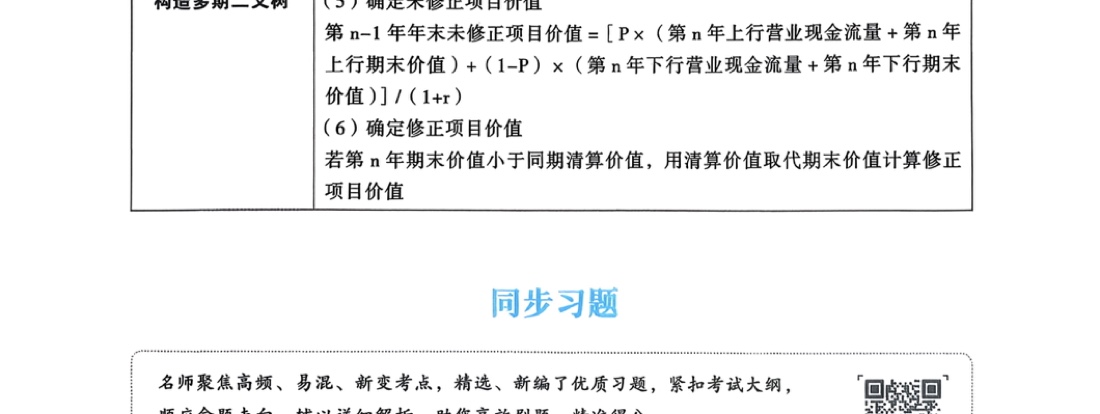 构造多期二叉树
（5）确定未修正项目价值
第 n-1 年年末未修正项目价值 = [ P×（第 n 年上行营业现金流量 + 第 n 年
上行期末价值）+（1-P）×（第 n 年下行营业现金流量 + 第 n 年下行期末
价值）] /（1+r）
（6）确定修正项目价值
若第 n 年期末价值小于同期清算价值，用清算价值取代期末价值计算修正
项目价值
同步习题
名师聚焦高频、易混、新变考点，精选、新编了优质习题，紧扣考试大纲，